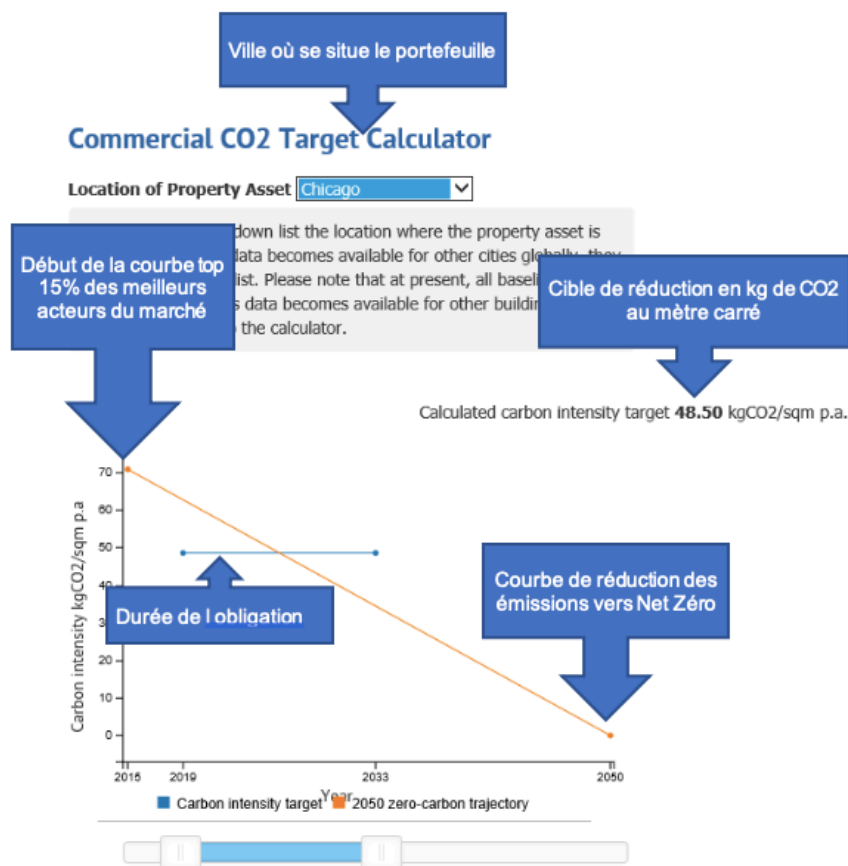 Ville où se situe le portefeuille
Commercial CO2 Target Calculator
Location of Property Asset Chicago
down list the location where the property asset is
data becomes available for other cities globally, they
list. Please note that at present, all baseli
s data becomes available for other building
o the calculator.
Début de la courbe top
15% des meilleurs
acteurs du marché
Cible de réduction en kg de CO2
au mètre carré
Calculated carbon intensity target 48.50 kgCO2/sqm p.a.
Carbon intensity kgCO2/sqm p.a
70
60
50
40
3
20
10
0
Durée de l obligation
Courbe de réduction des
émissions vers Net Zéro
2015 2019 2033 2050
Year
Carbon intensity target 2050 zero-carbon trajectory